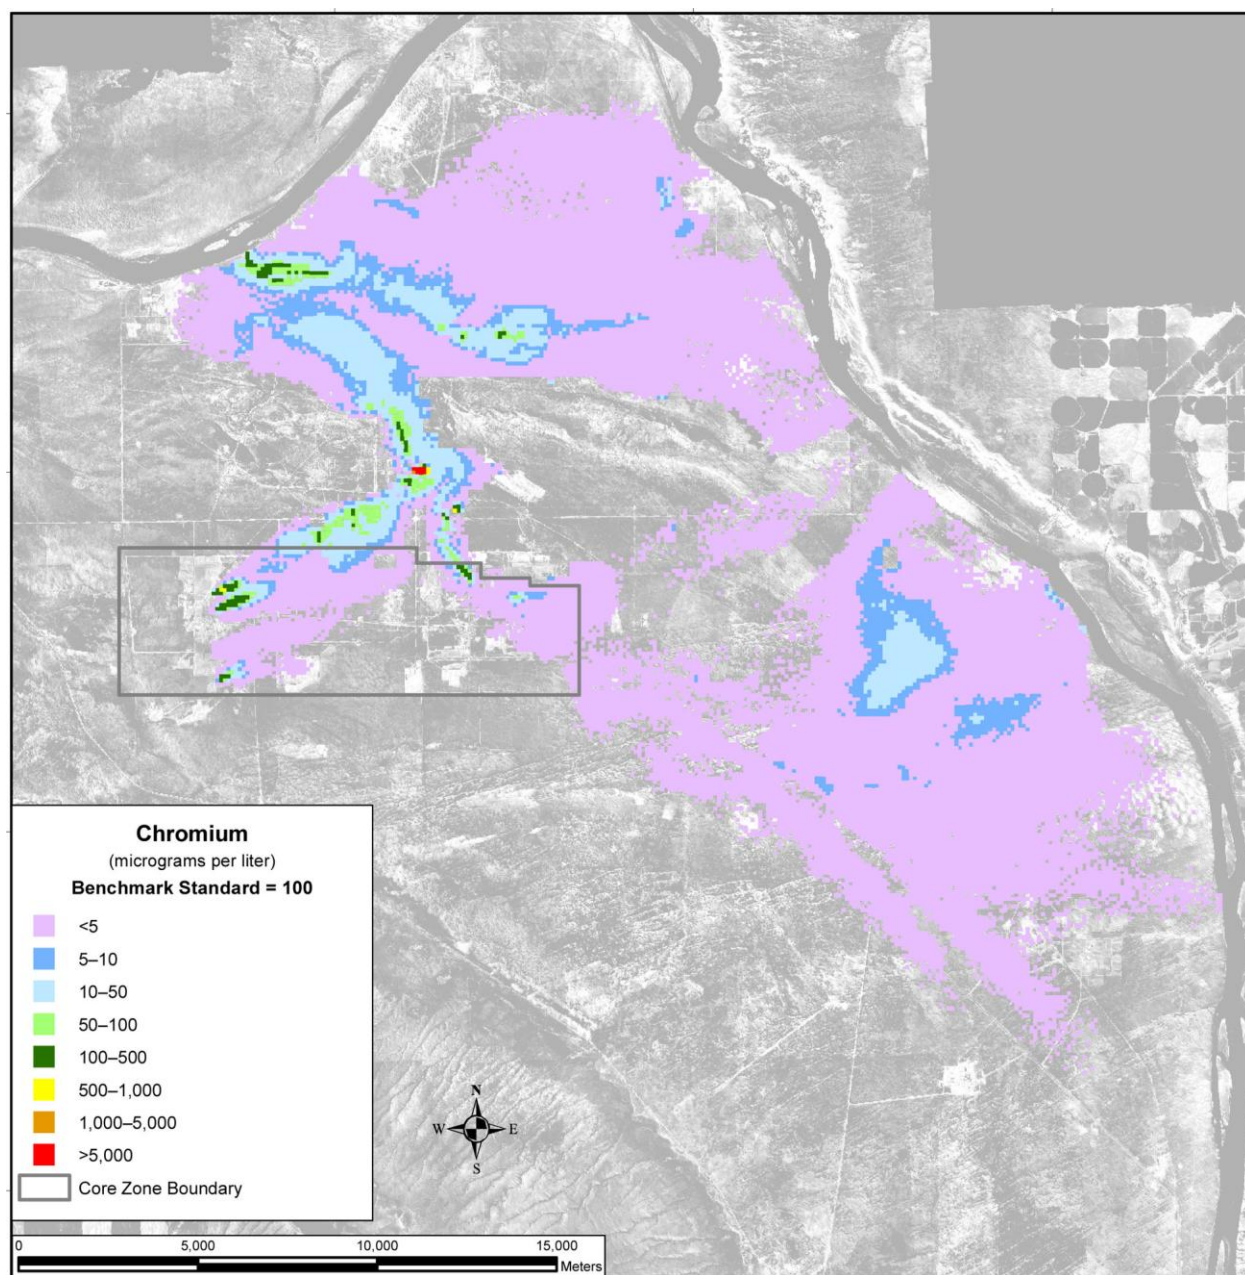 Chromium
(micrograms per liter)
Benchmark Standard = 100
<5
5–10
10–50
50–100
100–500
500–1,000
1,000–5,000
>5,000
Core Zone Boundary
N
W E
S
0 5,000 10,000 15,000
Meters